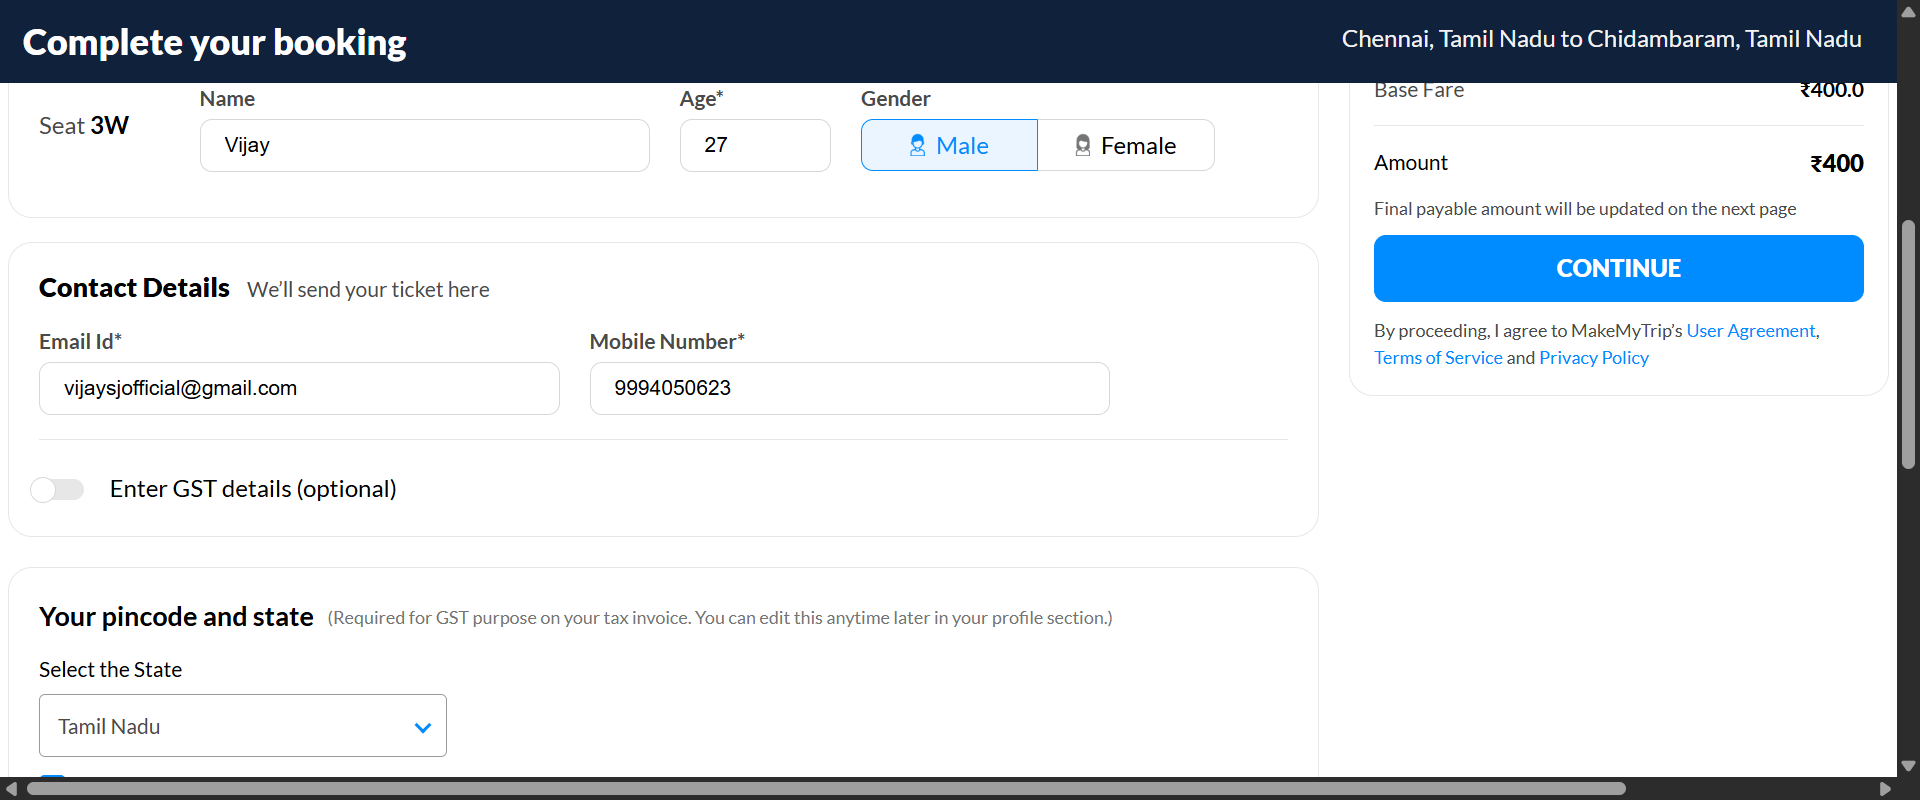 Complete your booking
Chennai, Tamil Nadu to Chidambaram, Tamil Nadu
Seat 3W
Name
Vijay
Age*
27
Gender
Male
Female
Base Fare ₹400.0
Amount ₹400
Final payable amount will be updated on the next page
CONTINUE
By proceeding, I agree to MakeMyTrip's User Agreement,
Terms of Service and Privacy Policy
Contact Details We'll send your ticket here
Email Id*
vijaysjofficial@gmail.com
Mobile Number*
9994050623
Enter GST details (optional)
Your pincode and state (Required for GST purpose on your tax invoice. You can edit this anytime later in your profile section.)
Select the State
Tamil Nadu